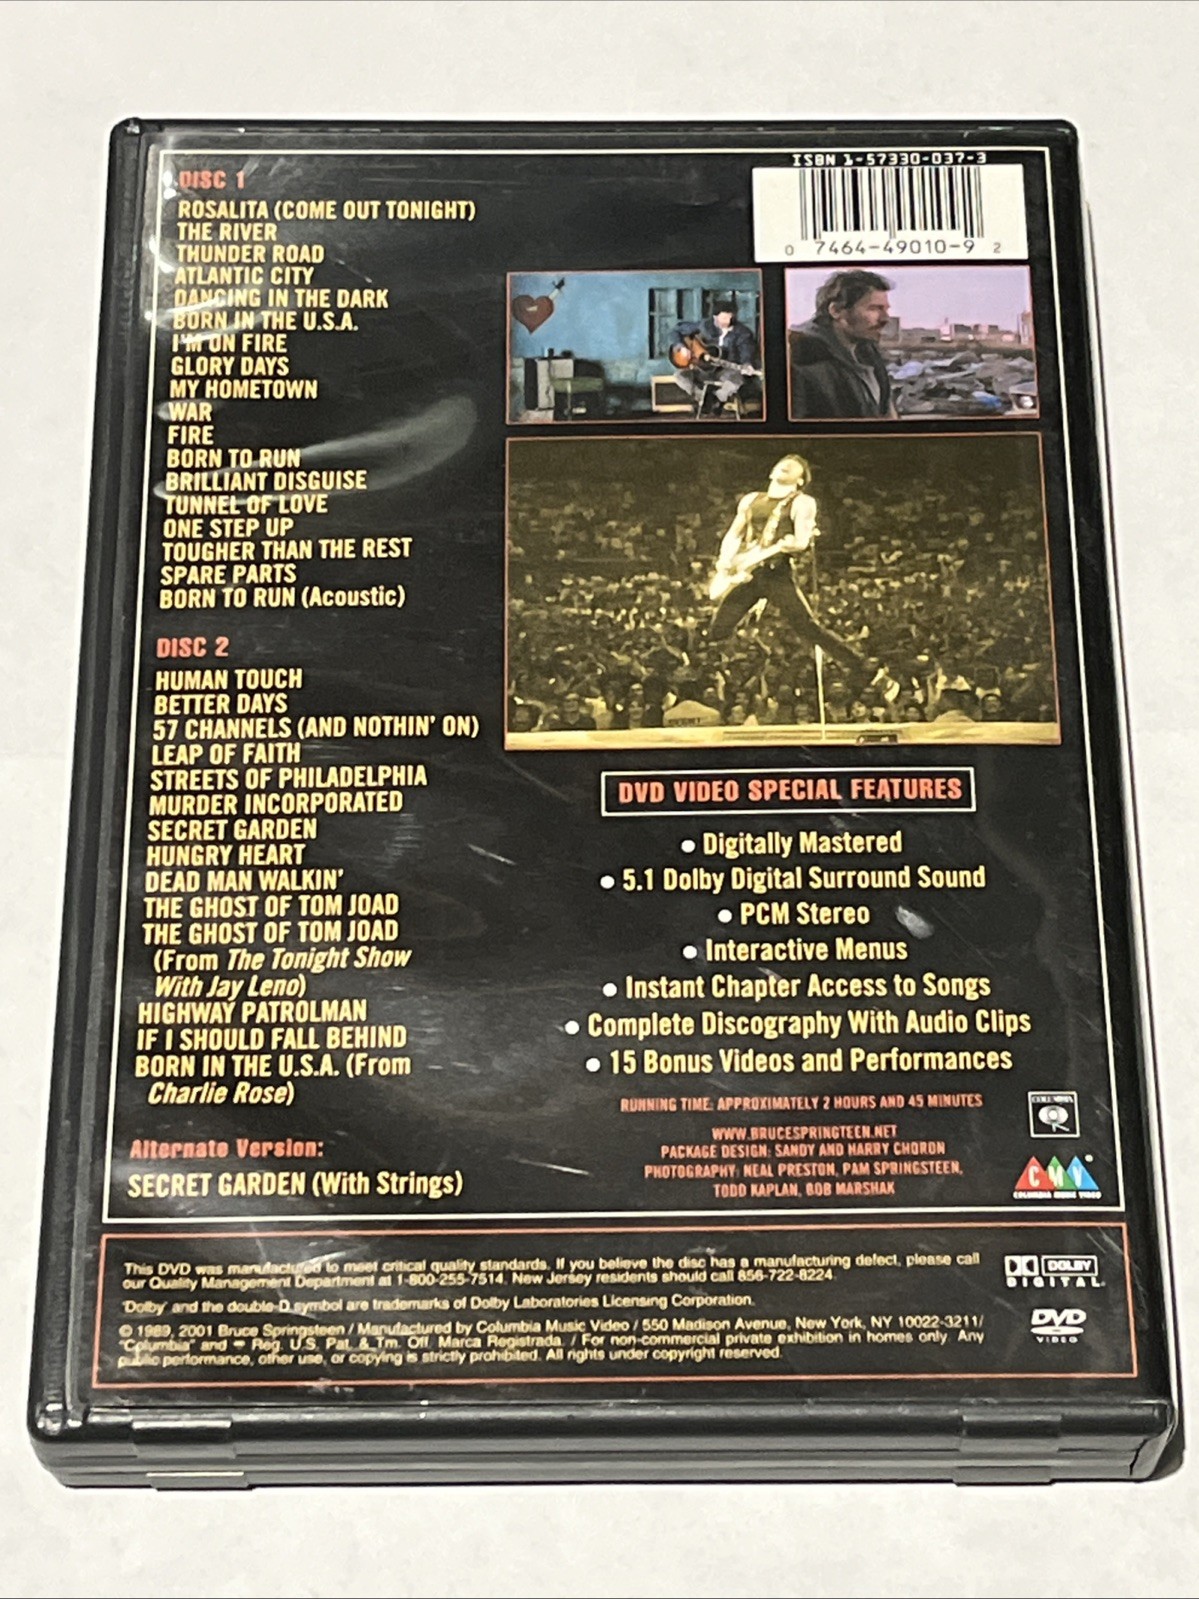 DISC 1
ROSALITA (COME OUT TONIGHT)
THE RIVER
THUNDER ROAD
ATLANTIC CITY
DANCING IN THE DARK
BORN IN THE U.S.A.
I'M ON FIRE
GLORY DAYS
MY HOMETOWN
WAR
FIRE
BORN TO RUN
BRILLIANT DISGUISE
TUNNEL OF LOVE
ONE STEP UP
TOUGHER THAN THE REST
SPARE PARTS
BORN TO RUN (Acoustic)
DISC 2
HUMAN TOUCH
BETTER DAYS
57 CHANNELS (AND NOTHIN' ON)
LEAP OF FAITH
STREETS OF PHILADELPHIA
MURDER INCORPORATED
SECRET GARDEN
HUNGRY HEART
DEAD MAN WALKIN'
THE GHOST OF TOM JOAD
THE GHOST OF TOM JOAD
(From The Tonight Show
With Jay Leno)
HIGHWAY PATROLMAN
IF I SHOULD FALL BEHIND
BORN IN THE U.S.A. (From
Charlie Rose)
Alternate Version:
SECRET GARDEN (With Strings)
ISBN 1-57330-037-3
0 7464-49010-9 2
DVD VIDEO SPECIAL FEATURES
• Digitally Mastered
• 5.1 Dolby Digital Surround Sound
• PCM Stereo
• Interactive Menus
• Instant Chapter Access to Songs
• Complete Discography With Audio Clips
• 15 Bonus Videos and Performances
RUNNING TIME: APPROXIMATELY 2 HOURS AND 45 MINUTES
WWW.BRUCESPRINGTEEN.NET
PACKAGE DESIGN: SANDY AND HARRY CHORON
PHOTOGRAPHY: NEAL PRESTON, PAM SPRINGSTEEN,
TODD KAPLAN, BOB MARSHAK
COLUMBIA
CMV®
COLUMBIA MUSIC VIDEO
This DVD was manufactured to meet critical quality standards. If you believe the disc has a manufacturing defect, please call
our Quality Management Department at 1-800-255-7514. New Jersey residents should call 856-722-8224.
'Dolby' and the double-D symbol are trademarks of Dolby Laboratories Licensing Corporation.
© 1989, 2001 Bruce Springsteen / Manufactured by Columbia Music Video / 550 Madison Avenue, New York, NY 10022-3211/
"Columbia" and Reg. U.S. Pat. & Tm. Off. Marca Registrada. / For non-commercial private exhibition in homes only. Any
public performance, other use, or copying is strictly prohibited. All rights under copyright reserved.
DOLBY
DIGITAL
DVD
VIDEO